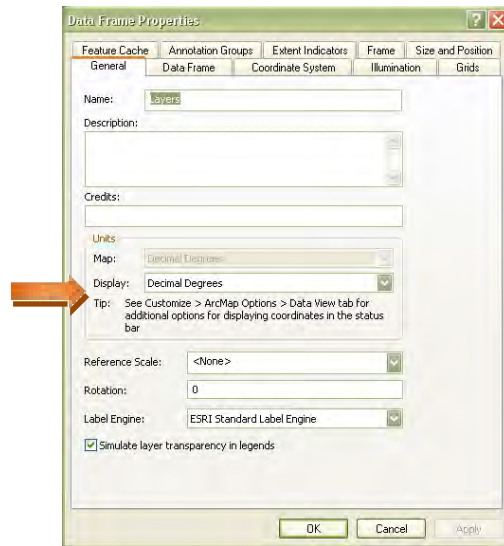 Data Frame Properties
Feature Cache Annotation Groups Extent Indicators Frame Size and Position
General Data Frame Coordinate System Illumination Grids
Name: Layers
Description:
Credits:
Units
Map: Decimal Degrees
Display: Decimal Degrees
Tip: See Customize > ArcMap Options > Data View tab for
additional options for displaying coordinates in the status
bar
Reference Scale: <None>
Rotation: 0
Label Engine: ESRI Standard Label Engine
Simulate layer transparency in legends
OK Cancel Apply